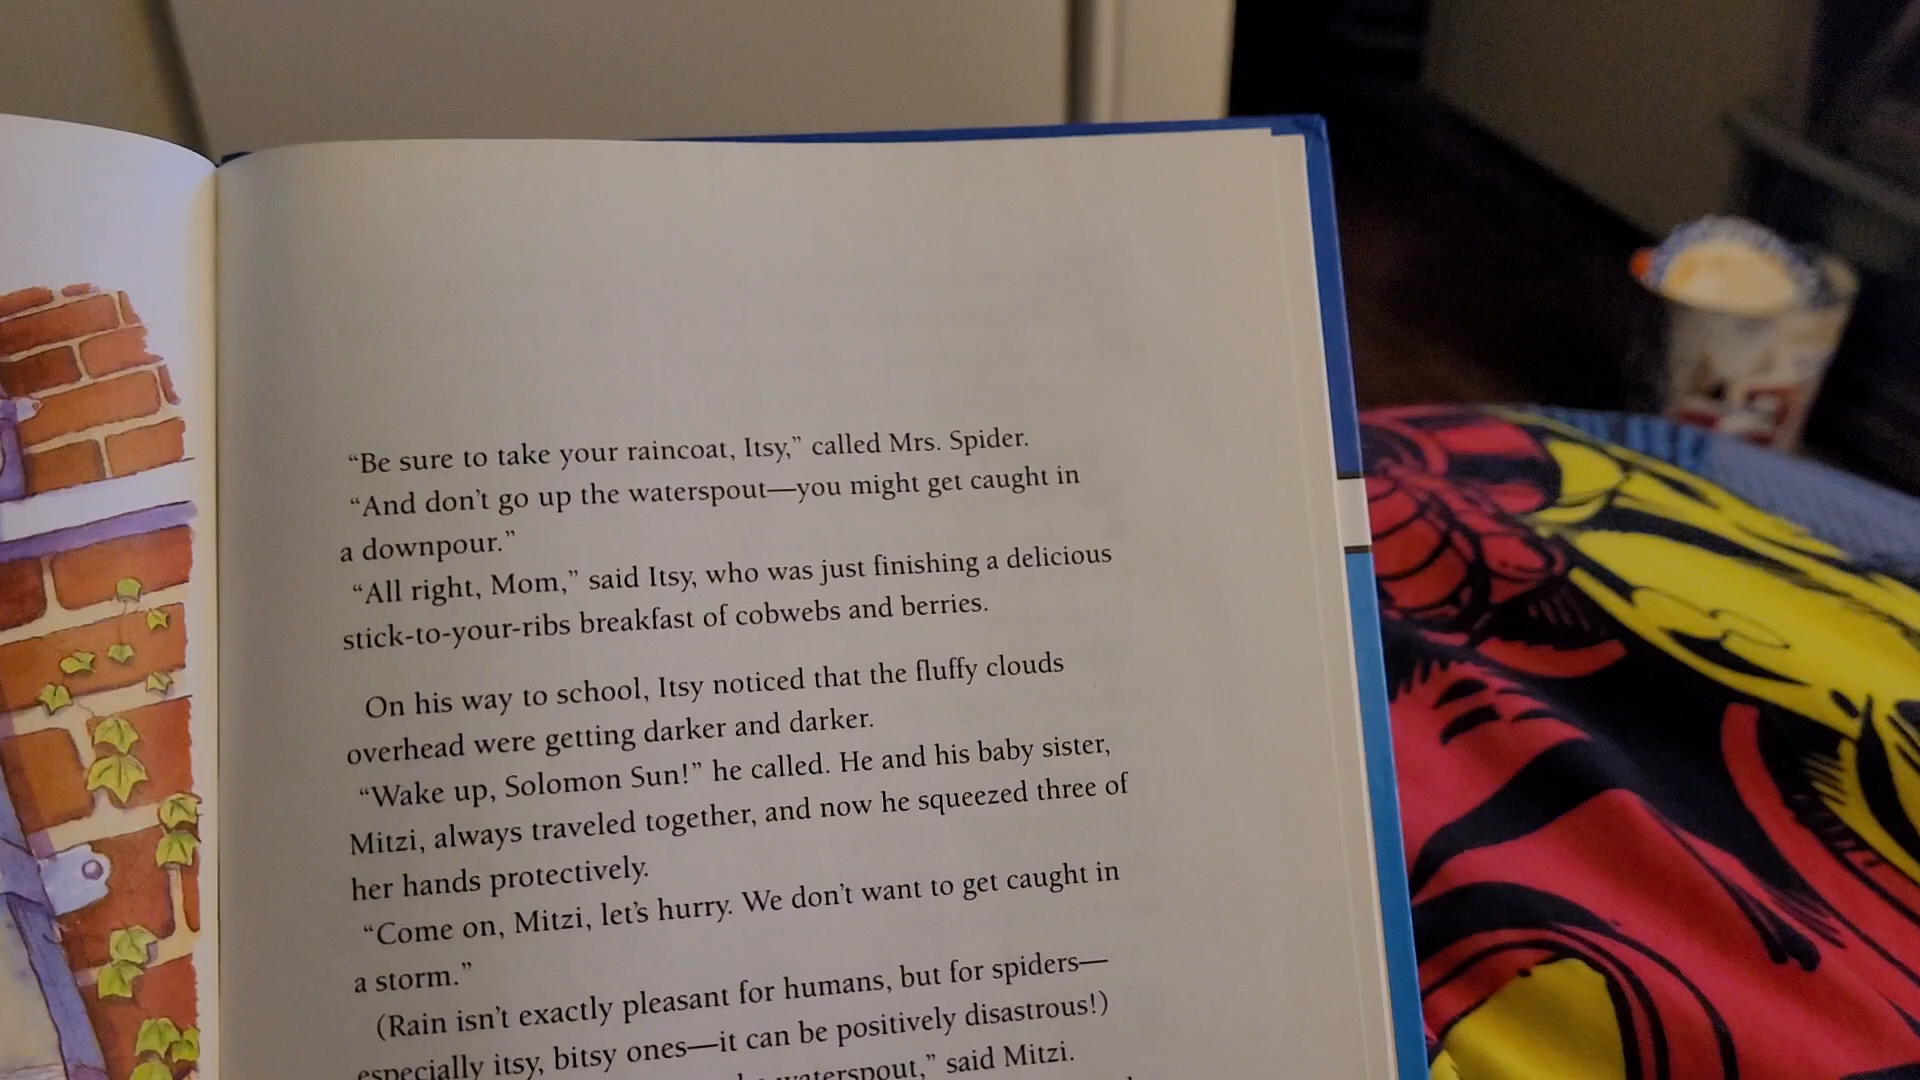 “Be sure to take your raincoat, Itsy,” called Mrs. Spider.
“And don’t go up the waterspout—you might get caught in
a downpour.”
“All right, Mom,” said Itsy, who was just finishing a delicious
stick-to-your-ribs breakfast of cobwebs and berries.
On his way to school, Itsy noticed that the fluffy clouds
overhead were getting darker and darker.
“Wake up, Solomon Sun!” he called. He and his baby sister,
Mitzi, always traveled together, and now he squeezed three of
her hands protectively.
“Come on, Mitzi, let’s hurry. We don’t want to get caught in
a storm.”
(Rain isn’t exactly pleasant for humans, but for spiders—
especially itsy, bitsy ones—it can be positively disastrous!)
waterspout,” said Mitzi.